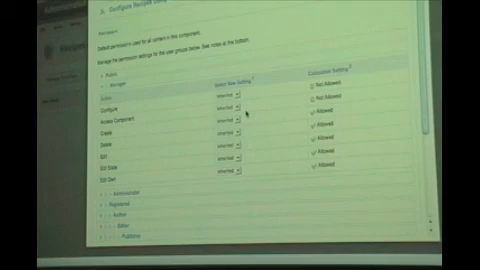 Configure Recipes
Permissions
Default permissions used for all content in this component.
Manage the permission settings for the user groups below. See notes at the bottom.
Public
Manager
Action
Select New Setting
Calculated Setting
Configure
Inherited
Not Allowed
Access Component
Inherited
Not Allowed
Create
Inherited
Allowed
Delete
Inherited
Allowed
Edit
Inherited
Allowed
Edit State
Inherited
Allowed
Edit Own
Inherited
Allowed
Administrator
Registered
Author
Editor
Publisher